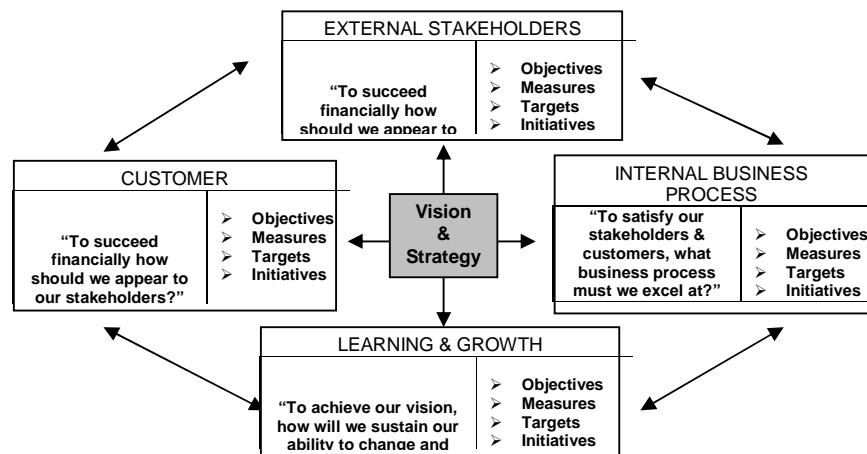 EXTERNAL STAKEHOLDERS
“To succeed
financially how
should we appear to
➢ Objectives
➢ Measures
➢ Targets
➢ Initiatives
CUSTOMER
“To succeed
financially how
should we appear to
our stakeholders?”
➢ Objectives
➢ Measures
➢ Targets
➢ Initiatives
Vision
&
Strategy
INTERNAL BUSINESS
PROCESS
“To satisfy our
stakeholders &
customers, what
business process
must we excel at?”
➢ Objectives
➢ Measures
➢ Targets
➢ Initiatives
LEARNING & GROWTH
“To achieve our vision,
how will we sustain our
ability to change and
➢ Objectives
➢ Measures
➢ Targets
➢ Initiatives